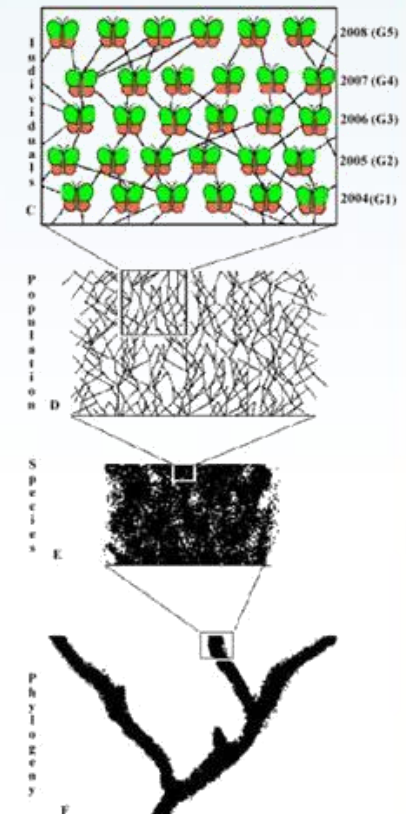 2008 (G5)
2007 (G4)
2006 (G3)
2005 (G2)
2004(G1)
Individuals
C
Population
D
Species
E
Phylogeny
F